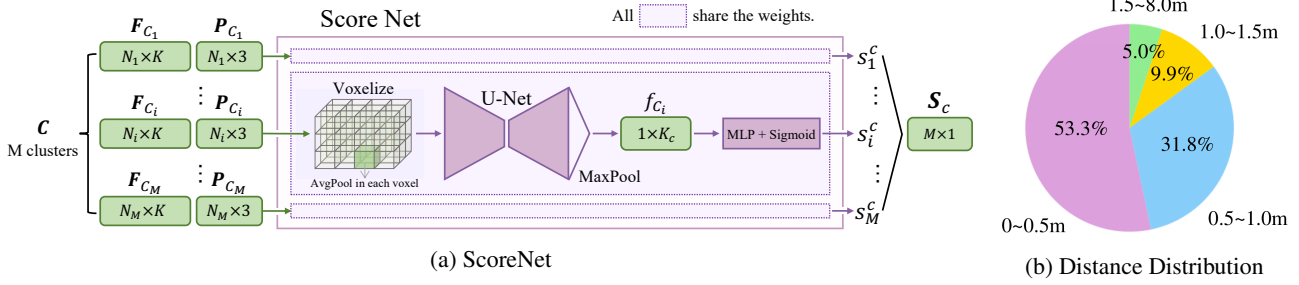 Score Net
All share the weights.
F_{C_1} P_{C_1}
N_1×K N_1×3
s_1^c
⋮ ⋮
C
M clusters
F_{C_i} P_{C_i}
N_i×K N_i×3
Voxelize
AvgPool in each voxel
U-Net
MaxPool
f_{C_i}
1×K_c
MLP + Sigmoid
s_i^c
S_c
M×1
⋮ ⋮
F_{C_M} P_{C_M}
N_M×K N_M×3
s_M^c
(a) ScoreNet
1.5~8.0m
1.0~1.5m
5.0%
9.9%
53.3%
31.8%
0~0.5m
0.5~1.0m
(b) Distance Distribution